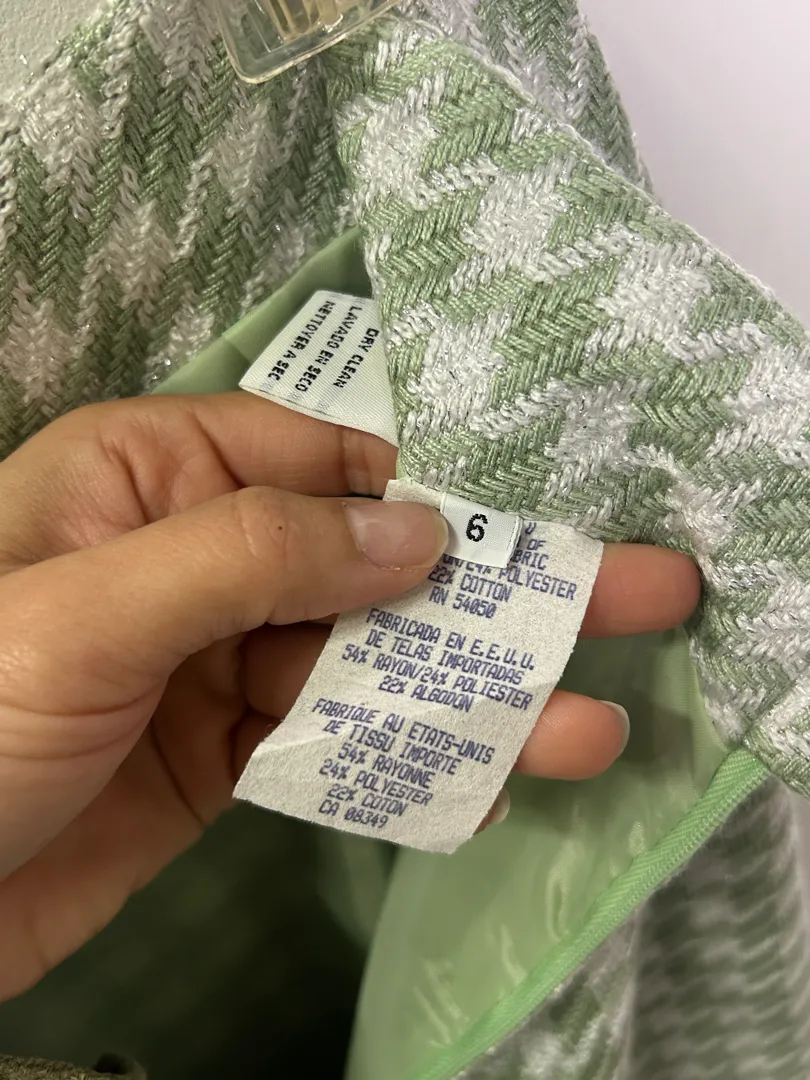 DRY CLEAN
LAVADO EN SECO
NETTOYER A SEC
6
OF
BRIC
POLYESTER
22% COTTON
RN 54050
FABRICADA EN E.E.U.U.
DE TELAS IMPORTADAS
54% RAYON/24% POLIESTER
22% ALGODON
FABRIQUE AU ETATS-UNIS
DE TISSU IMPORTE
54% RAYONNE
24% POLYESTER
22% COTON
CA 08349